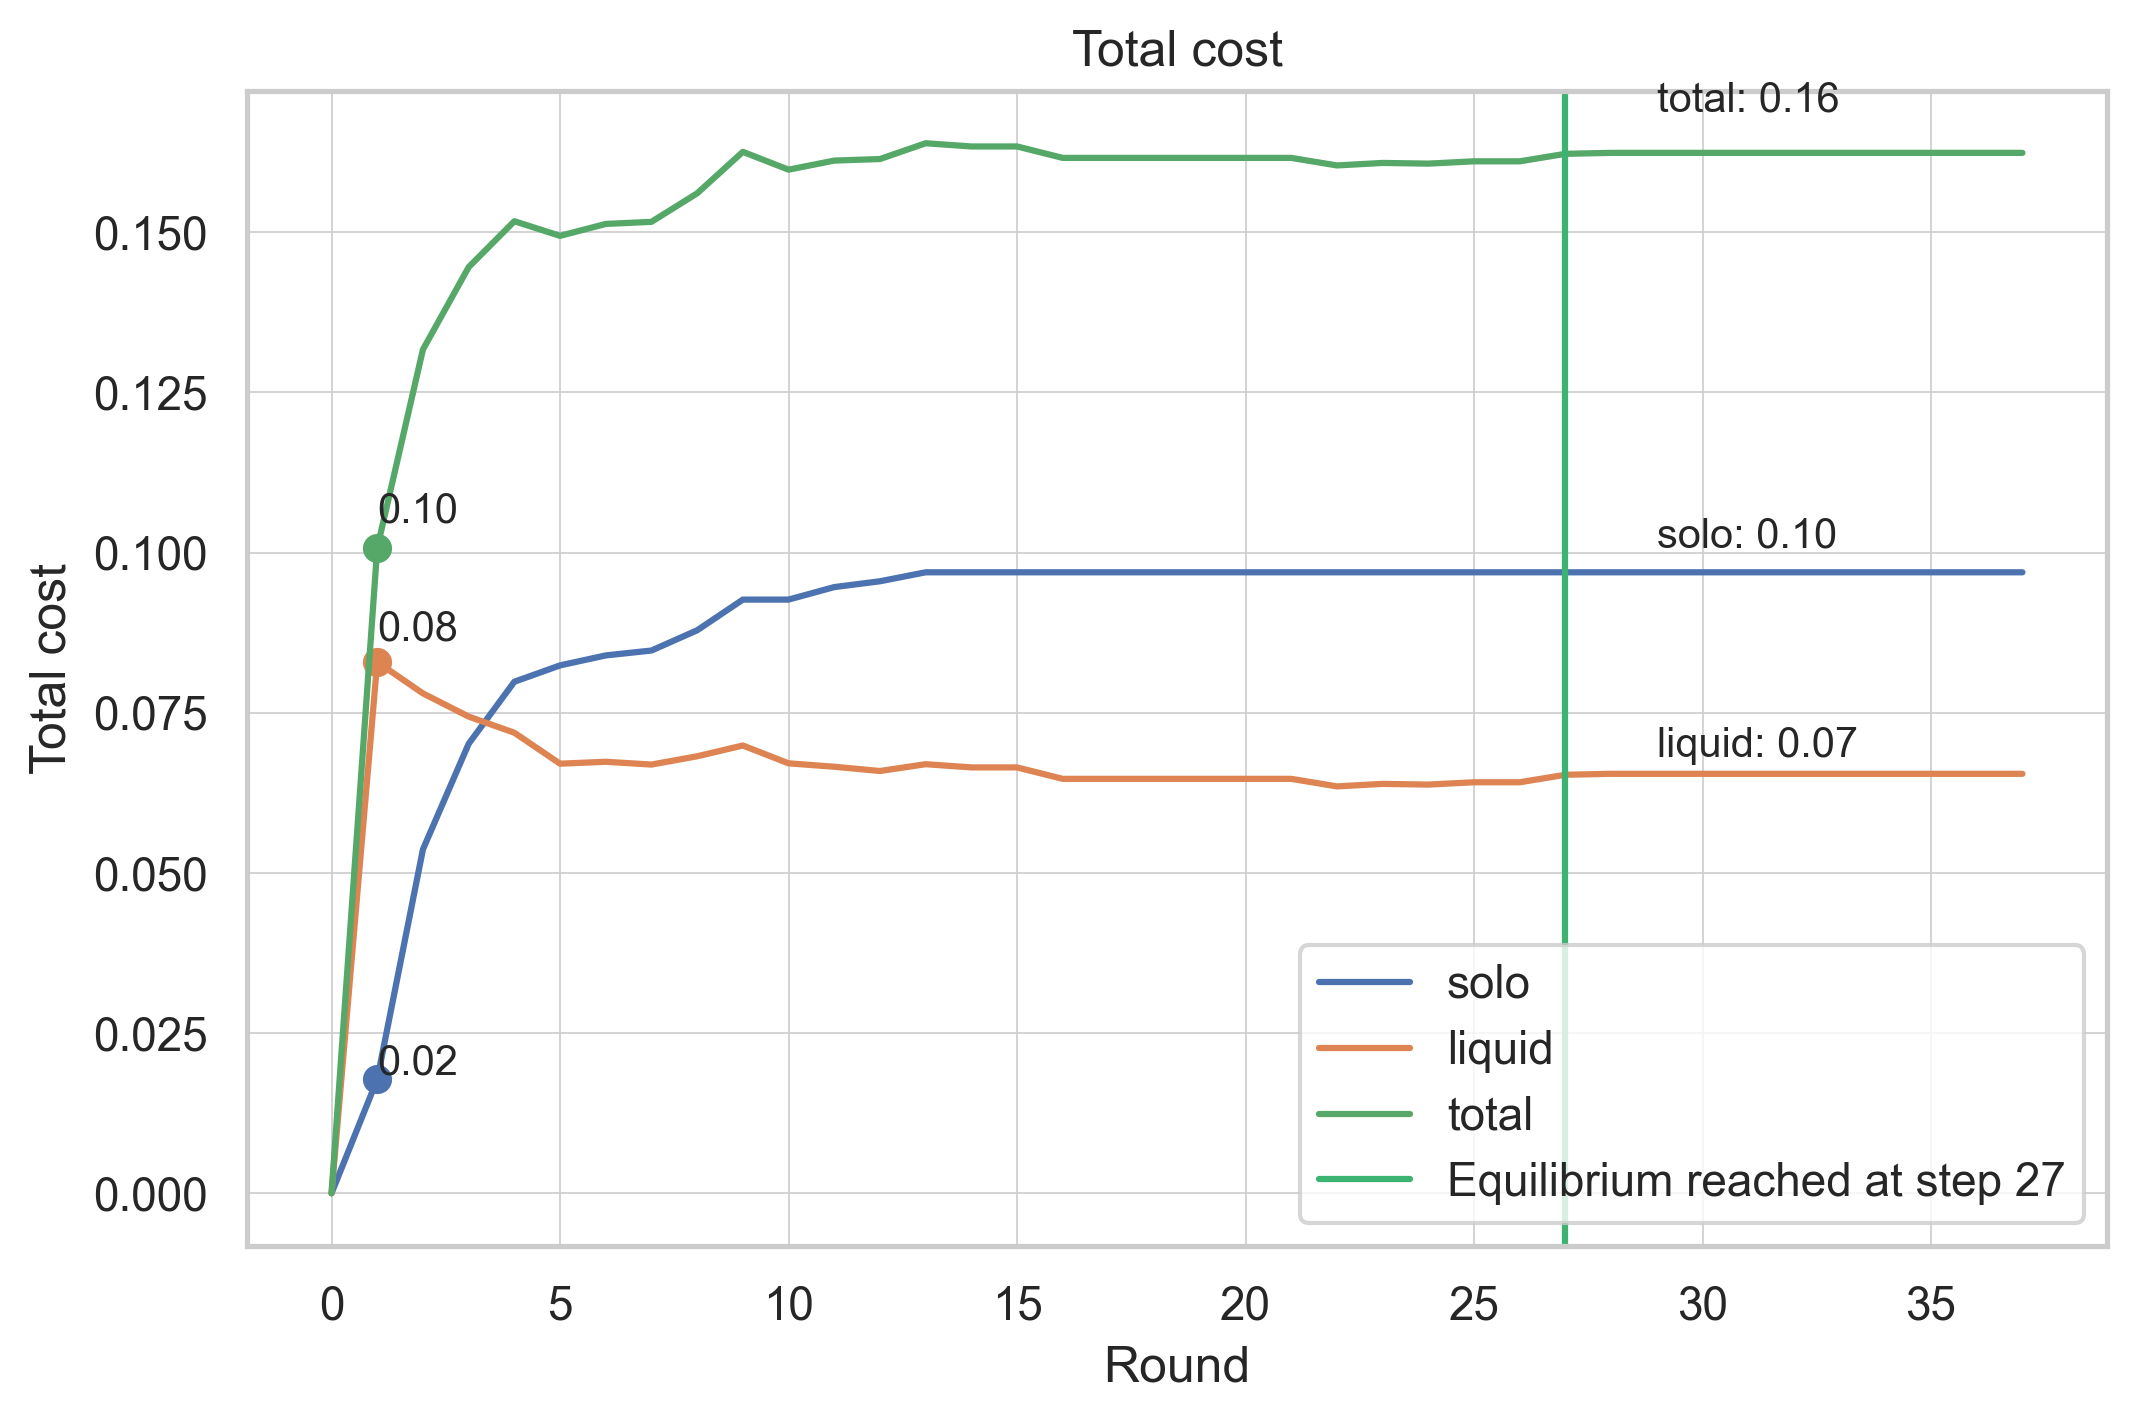 Total cost
total: 0.16
0.150
0.125
0.10
0.100
solo: 0.10
0.08
0.075
liquid: 0.07
0.050
0.025
0.02
0.000
Total cost
solo
liquid
total
Equilibrium reached at step 27
0 5 10 15 20 25 30 35
Round